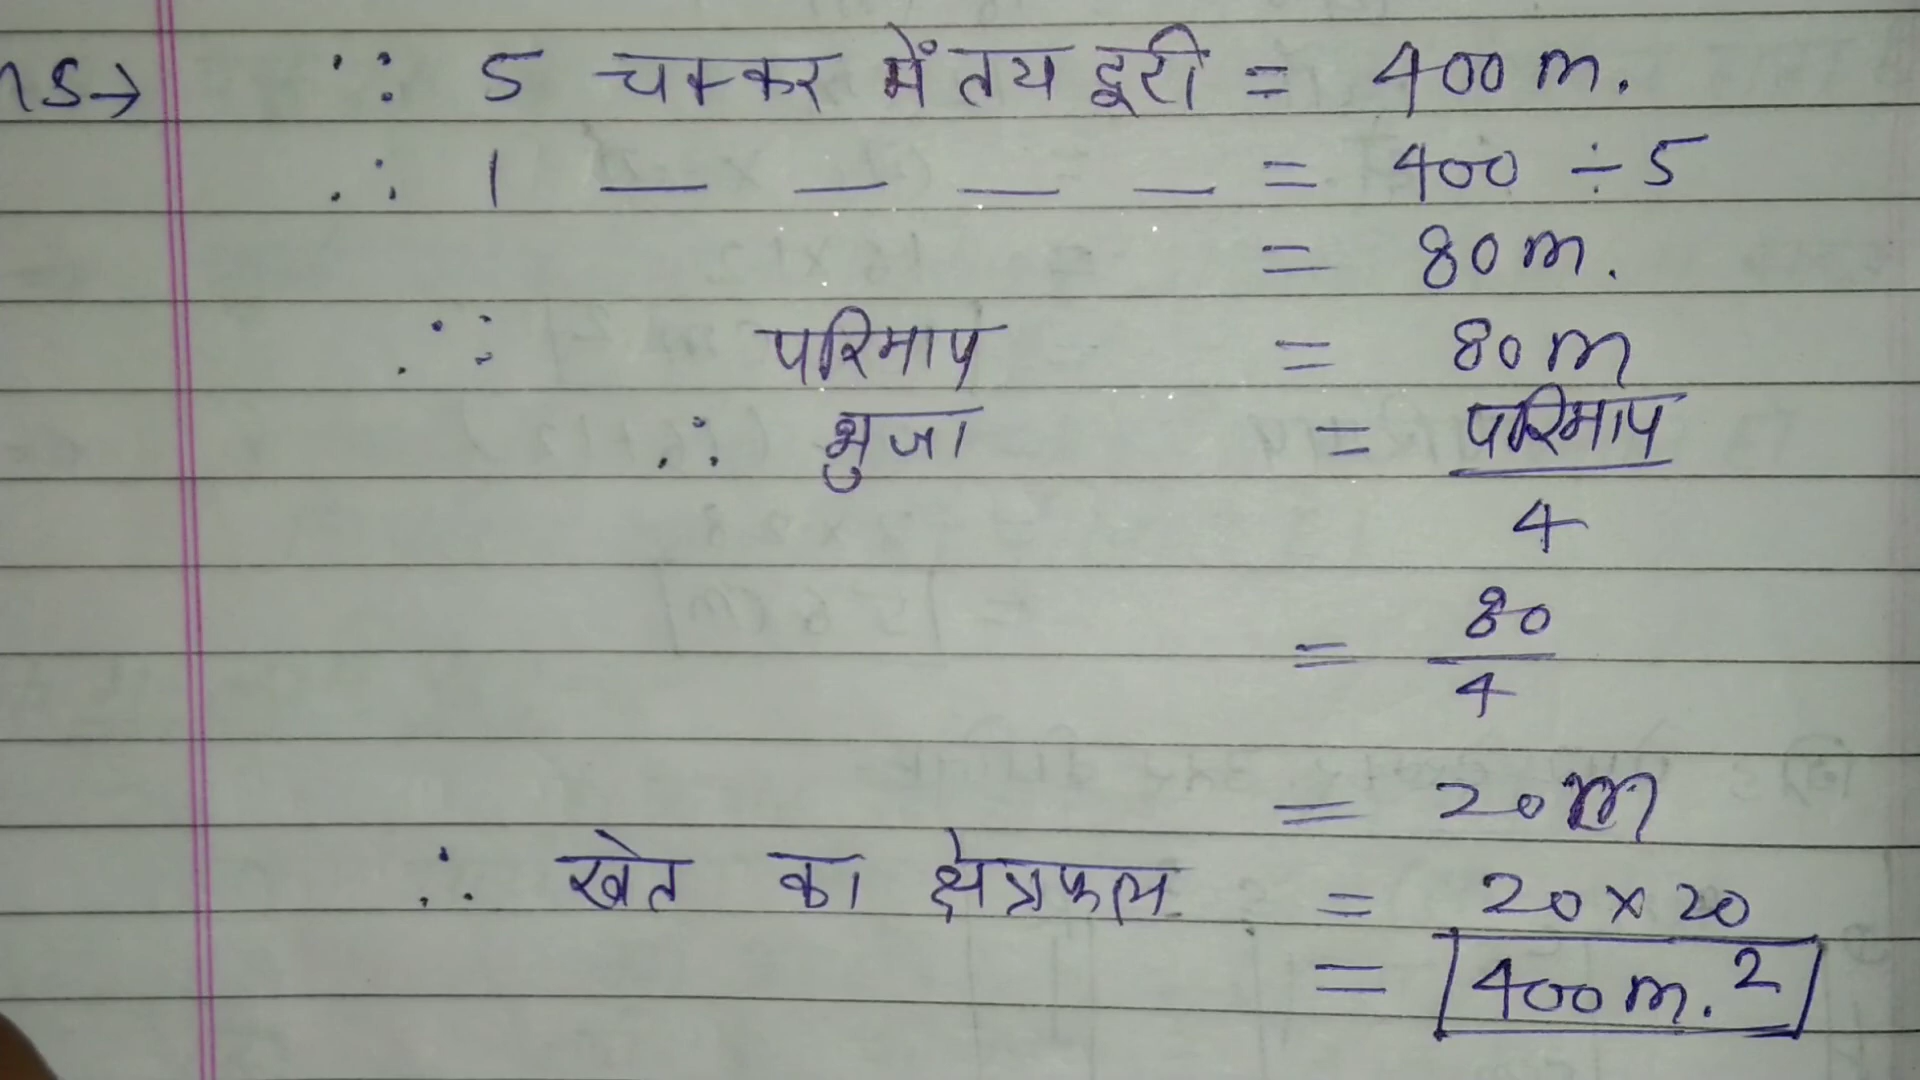 ns→ ∵ 5 चक्कर में तय दूरी = 400 m.
∴ 1 — — — — = 400 ÷ 5
= 80 m.
∵ परिमाप = 80 m
∴ भुजा = परिमाप
4
= 80
4
= 20 m
∴ खेत का क्षेत्रफल = 20 × 20
= 400 m.²